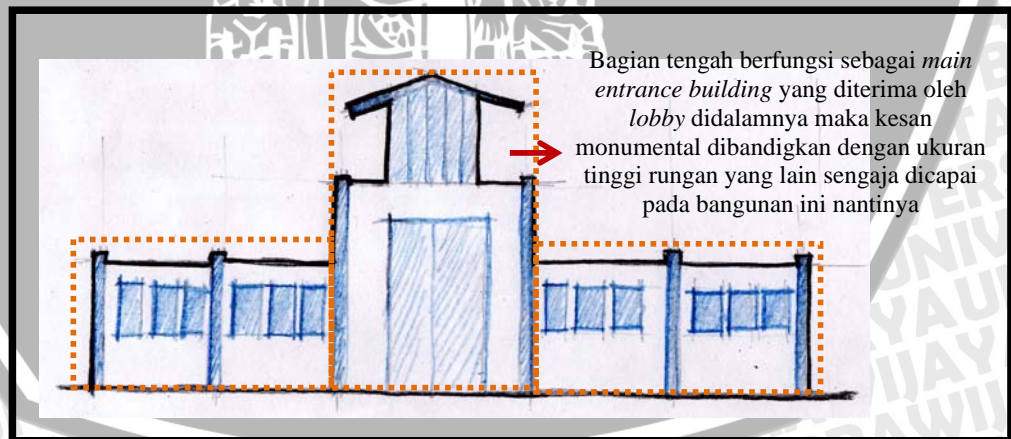 Bagian tengah berfungsi sebagai main
entrance building yang diterima oleh
lobby didalamnya maka kesan
monumental dibandigkan dengan ukuran
tinggi rungan yang lain sengaja dicapai
pada bangunan ini nantinya